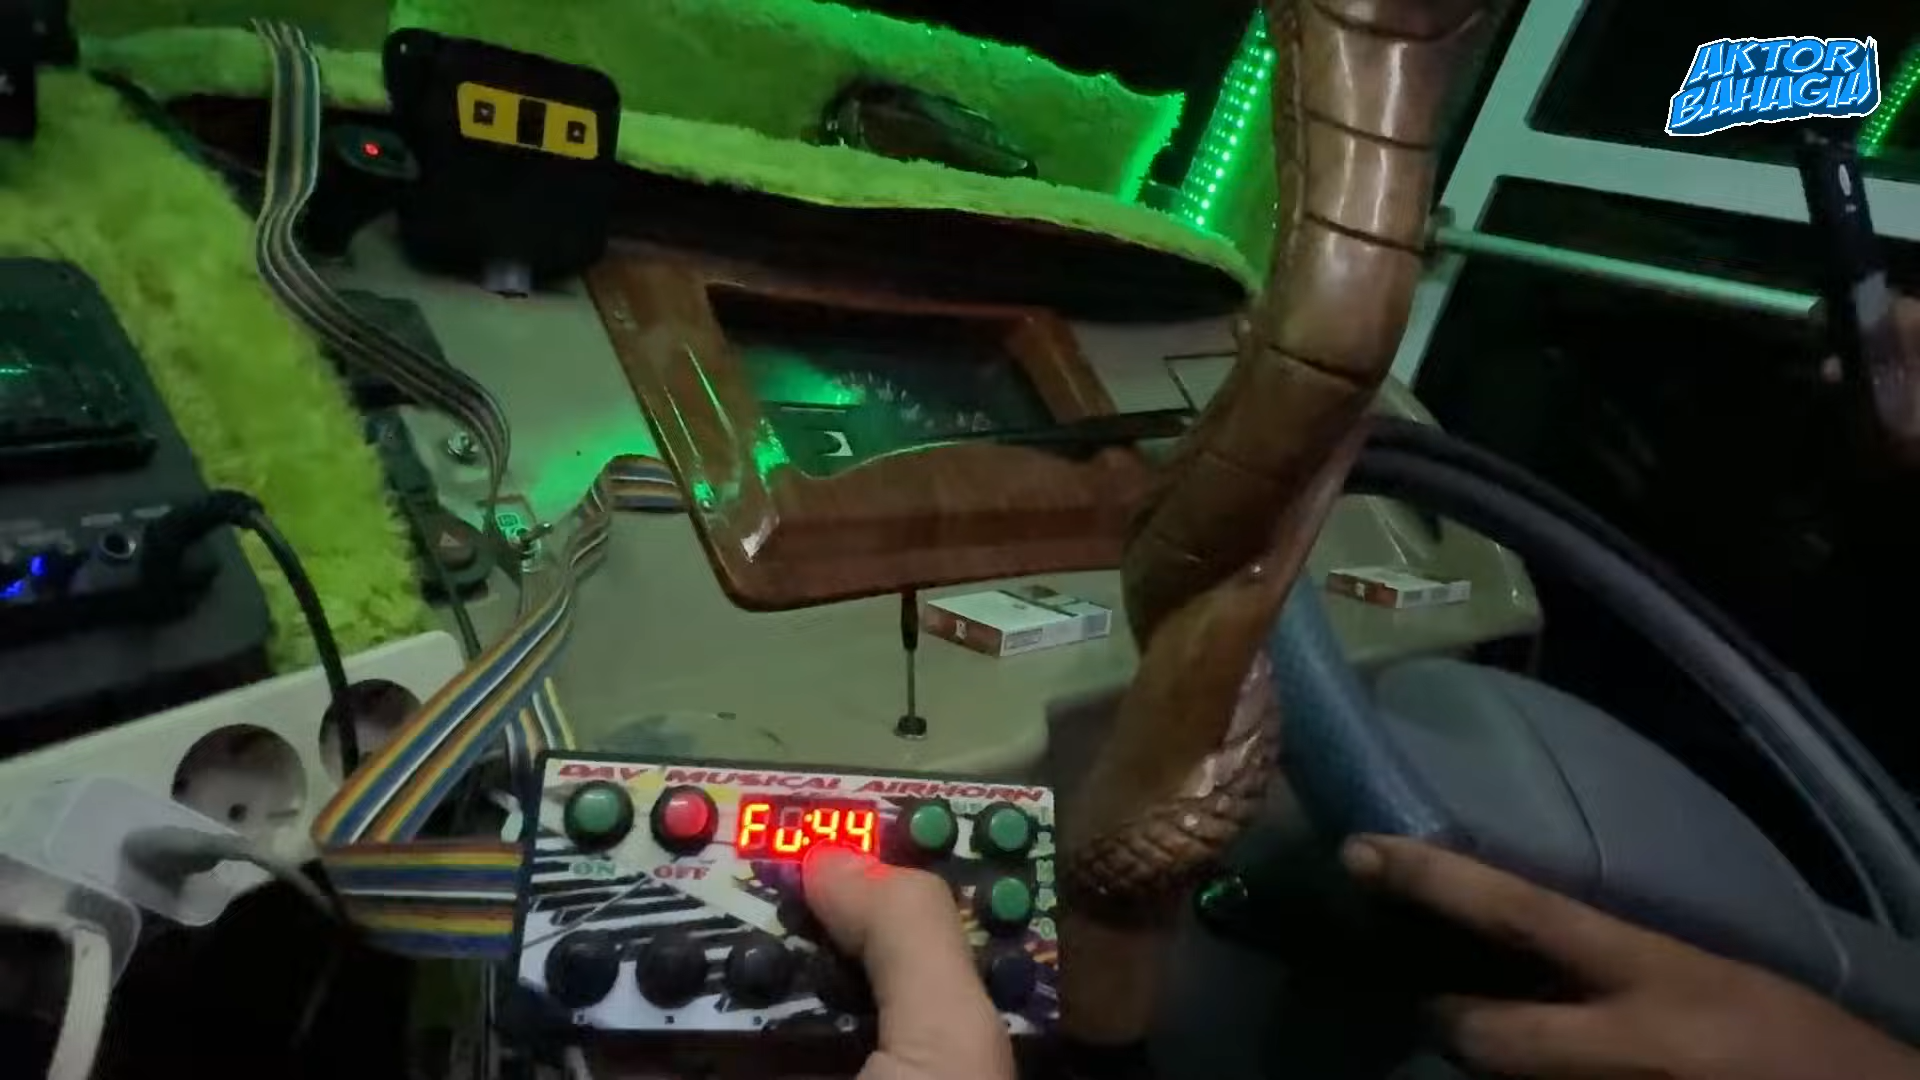 AKTOR
BAHAGIA
DAV MUSICAL AIRHORN
Fu:44
ON
OFF